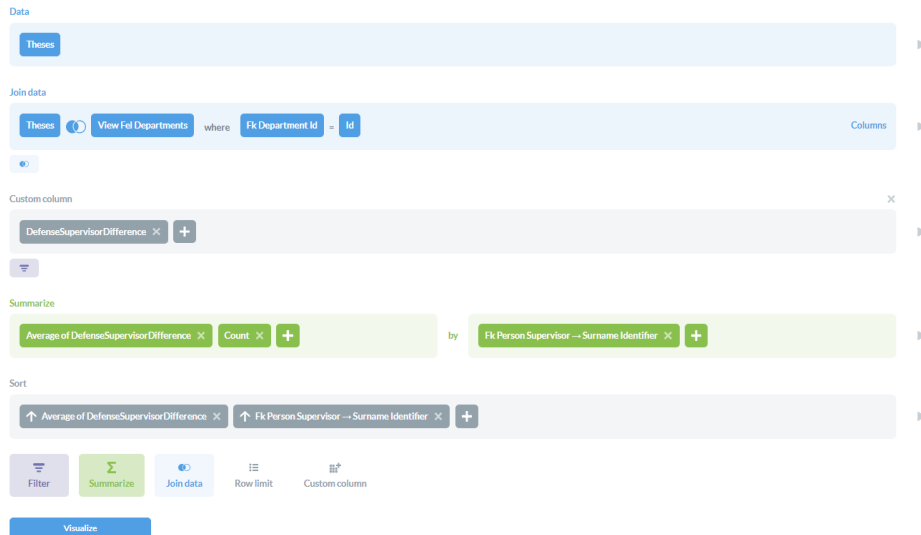 Data
Theses
Join data
Theses View Fel Departments where Fk Department Id = Id Columns
Custom column
DefenseSupervisorDifference
Summarize
Average of DefenseSupervisorDifference Count by Fk Person Supervisor → Surname Identifier
Sort
↑ Average of DefenseSupervisorDifference ↑ Fk Person Supervisor → Surname Identifier
Filter Summarize Join data Row limit Custom column
Visualize